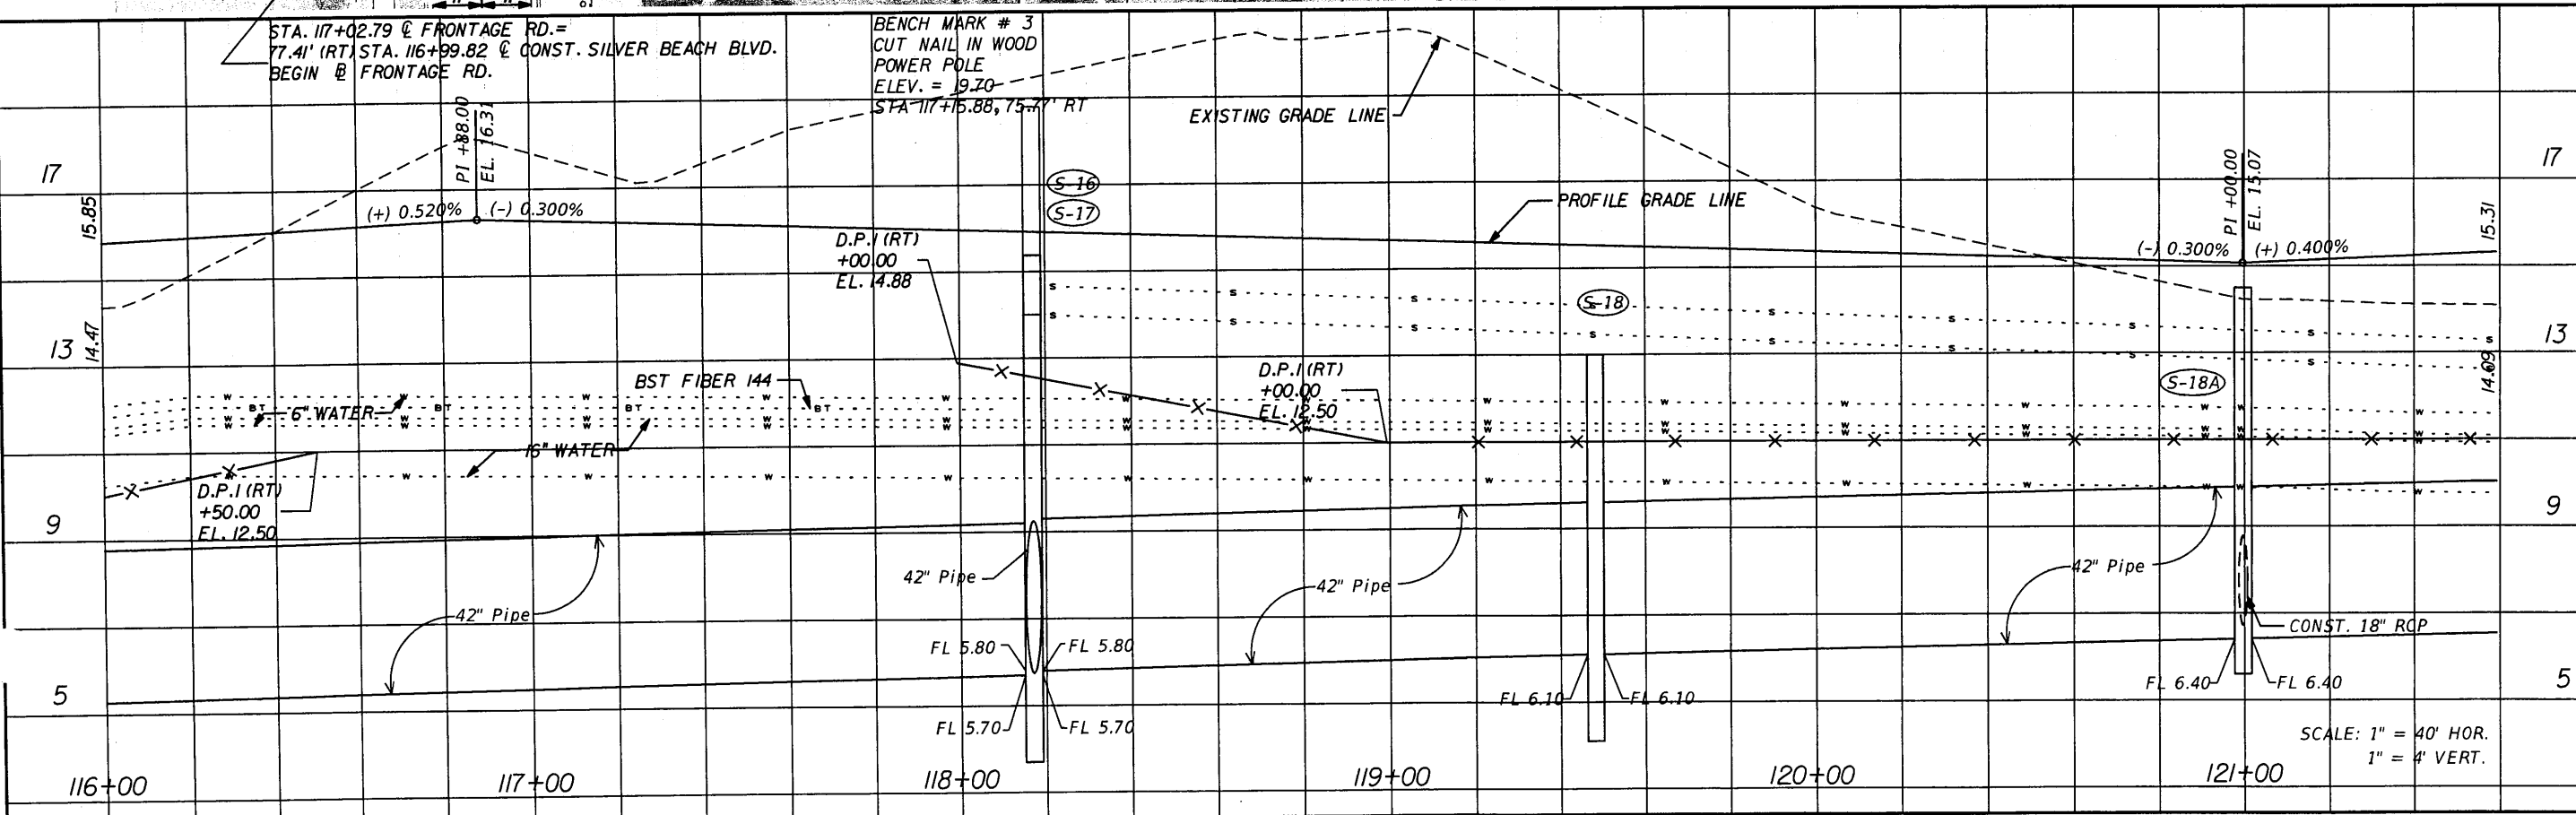 STA. 117+02.79 ℄ FRONTAGE RD.=
77.41' (RT) STA. 116+99.82 ℄ CONST. SILVER BEACH BLVD.
BEGIN ⅊ FRONTAGE RD.
BENCH MARK # 3
CUT NAIL IN WOOD
POWER POLE
ELEV. = 19.70
STA 117+15.88, 75.77' RT
EXISTING GRADE LINE
PI +88.00
EL. 16.31
17
17
15.85
(+) 0.520%
(-) 0.300%
S-16
S-17
PROFILE GRADE LINE
PI +00.00
EL. 15.07
15.31
(-) 0.300%
(+) 0.400%
D.P.I (RT)
+00.00
EL. 14.88
S-18
13
14.47
13
14.09
BST FIBER 144
6" WATER
16" WATER
D.P.I (RT)
+00.00
EL. 12.50
S-18A
D.P.I (RT)
+50.00
EL. 12.50
9
9
42" Pipe
42" Pipe
42" Pipe
42" Pipe
CONST. 18" RCP
FL 5.80
FL 5.80
5
5
FL 5.70
FL 5.70
FL 6.10
FL 6.10
FL 6.40
FL 6.40
SCALE: 1" = 40' HOR.
1" = 4' VERT.
116+00
117+00
118+00
119+00
120+00
121+00